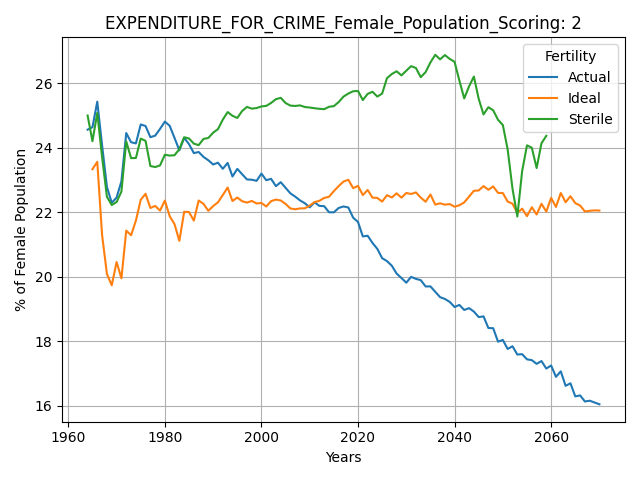 EXPENDITURE_FOR_CRIME_Female_Population_Scoring: 2
Fertility
Actual
Ideal
Sterile
% of Female Population
26
24
22
20
18
16
1960
1980
2000
2020
2040
2060
Years